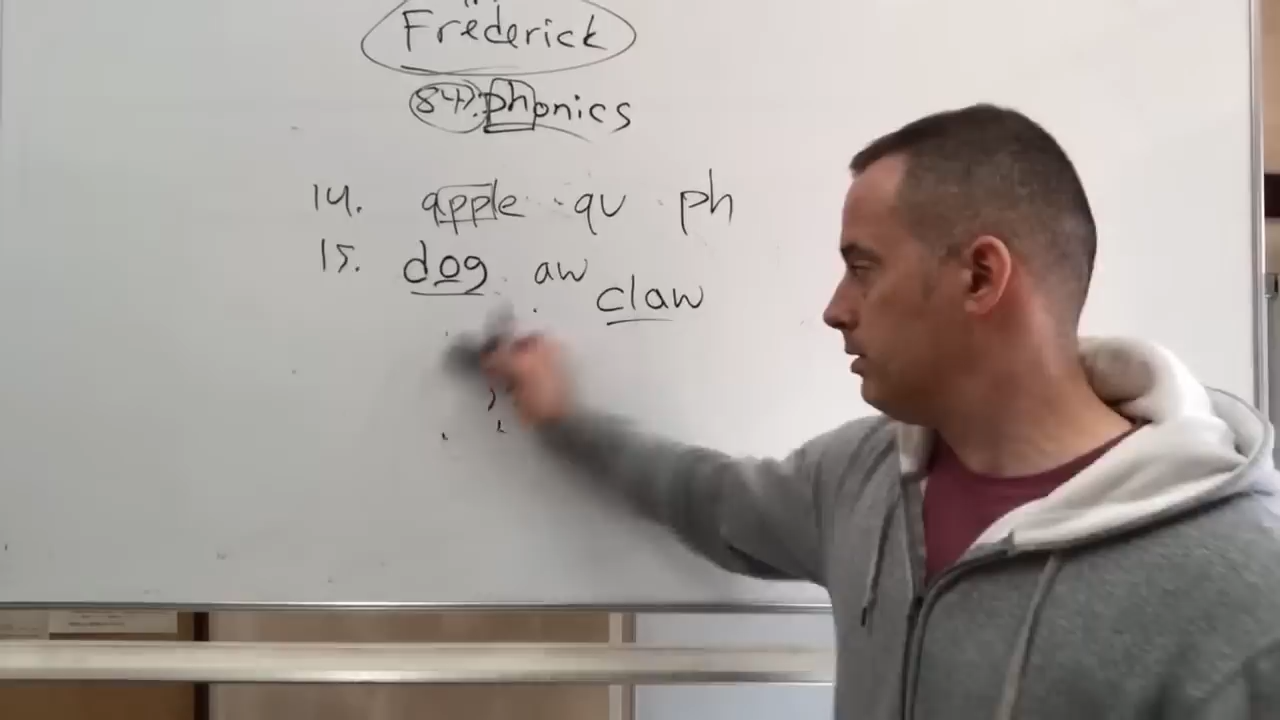 Frederick
84). phonics
14. apple qu ph
15. dog aw
claw